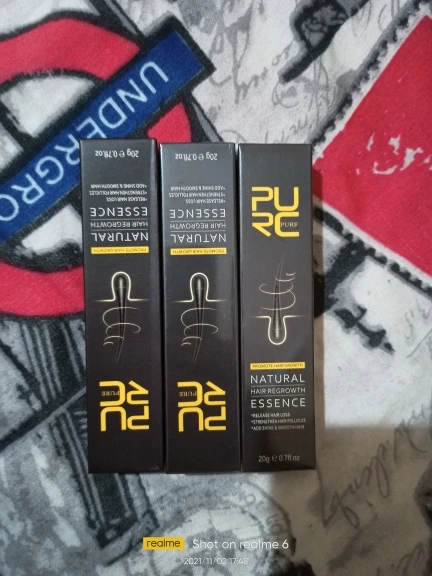 UNDERGRO
20g e 0.7fl.oz
*ADD SHINE & SMOOTH HAIR
*STRENGTHEN HAIR FOLLICLES
*RELEASE HAIR LOSS
ESSENCE
HAIR REGROWTH
NATURAL
PROMOTE HAIR GROWTH
PURC
PURE
20g e 0.7fl.oz
*ADD SHINE & SMOOTH HAIR
*STRENGTHEN HAIR FOLLICLES
*RELEASE HAIR LOSS
ESSENCE
HAIR REGROWTH
NATURAL
PROMOTE HAIR GROWTH
PURC
PURE
PURC
PURE
PROMOTE HAIR GROWTH
NATURAL
HAIR REGROWTH
ESSENCE
*RELEASE HAIR LOSS
*STRENGTHEN HAIR FOLLICLES
*ADD SHINE & SMOOTH HAIR
20g e 0.7fl.oz
realme Shot on realme 6
2021/11/02 17:48